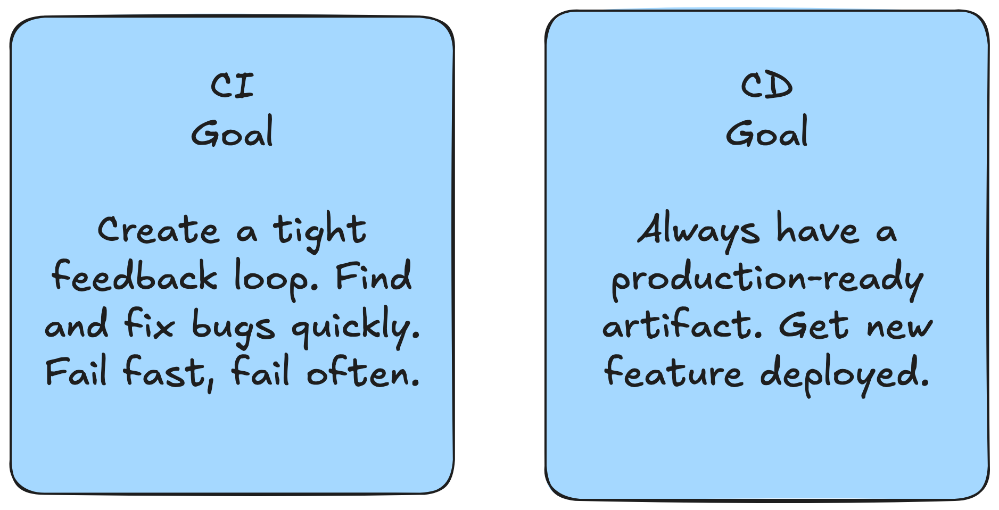 CI
Goal
Create a tight
feedback loop. Find
and fix bugs quickly.
Fail fast, fail often.
CD
Goal
Always have a
production-ready
artifact. Get new
feature deployed.